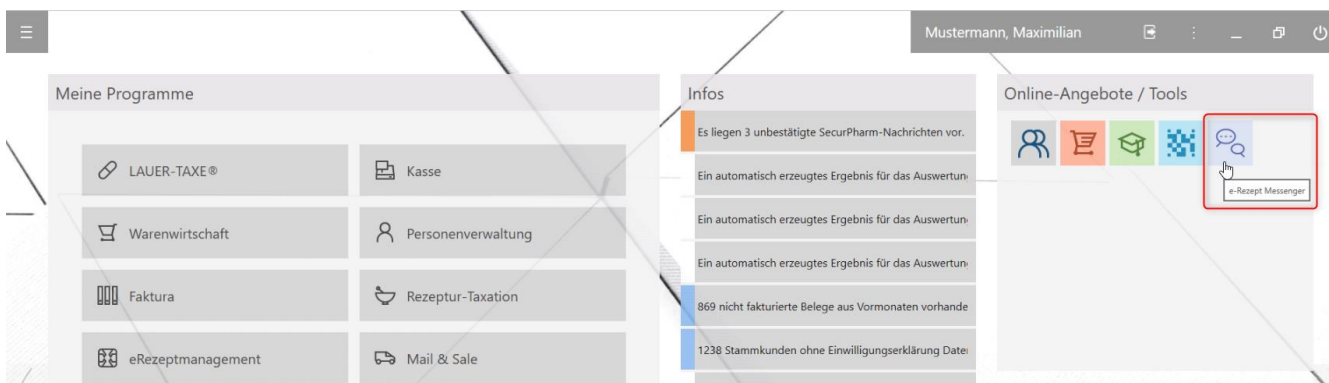 Mustermann, Maximilian
Meine Programme
LAUER-TAXE®
Kasse
Warenwirtschaft
Personenverwaltung
Faktura
Rezeptur-Taxation
eRezeptmanagement
Mail & Sale
Infos
Es liegen 3 unbestätigte SecurPharm-Nachrichten vor.
Ein automatisch erzeugtes Ergebnis für das Auswertun
Ein automatisch erzeugtes Ergebnis für das Auswertun
Ein automatisch erzeugtes Ergebnis für das Auswertun
869 nicht fakturierte Belege aus Vormonaten vorhande
1238 Stammkunden ohne Einwilligungserklärung Date
Online-Angebote / Tools
e-Rezept Messenger